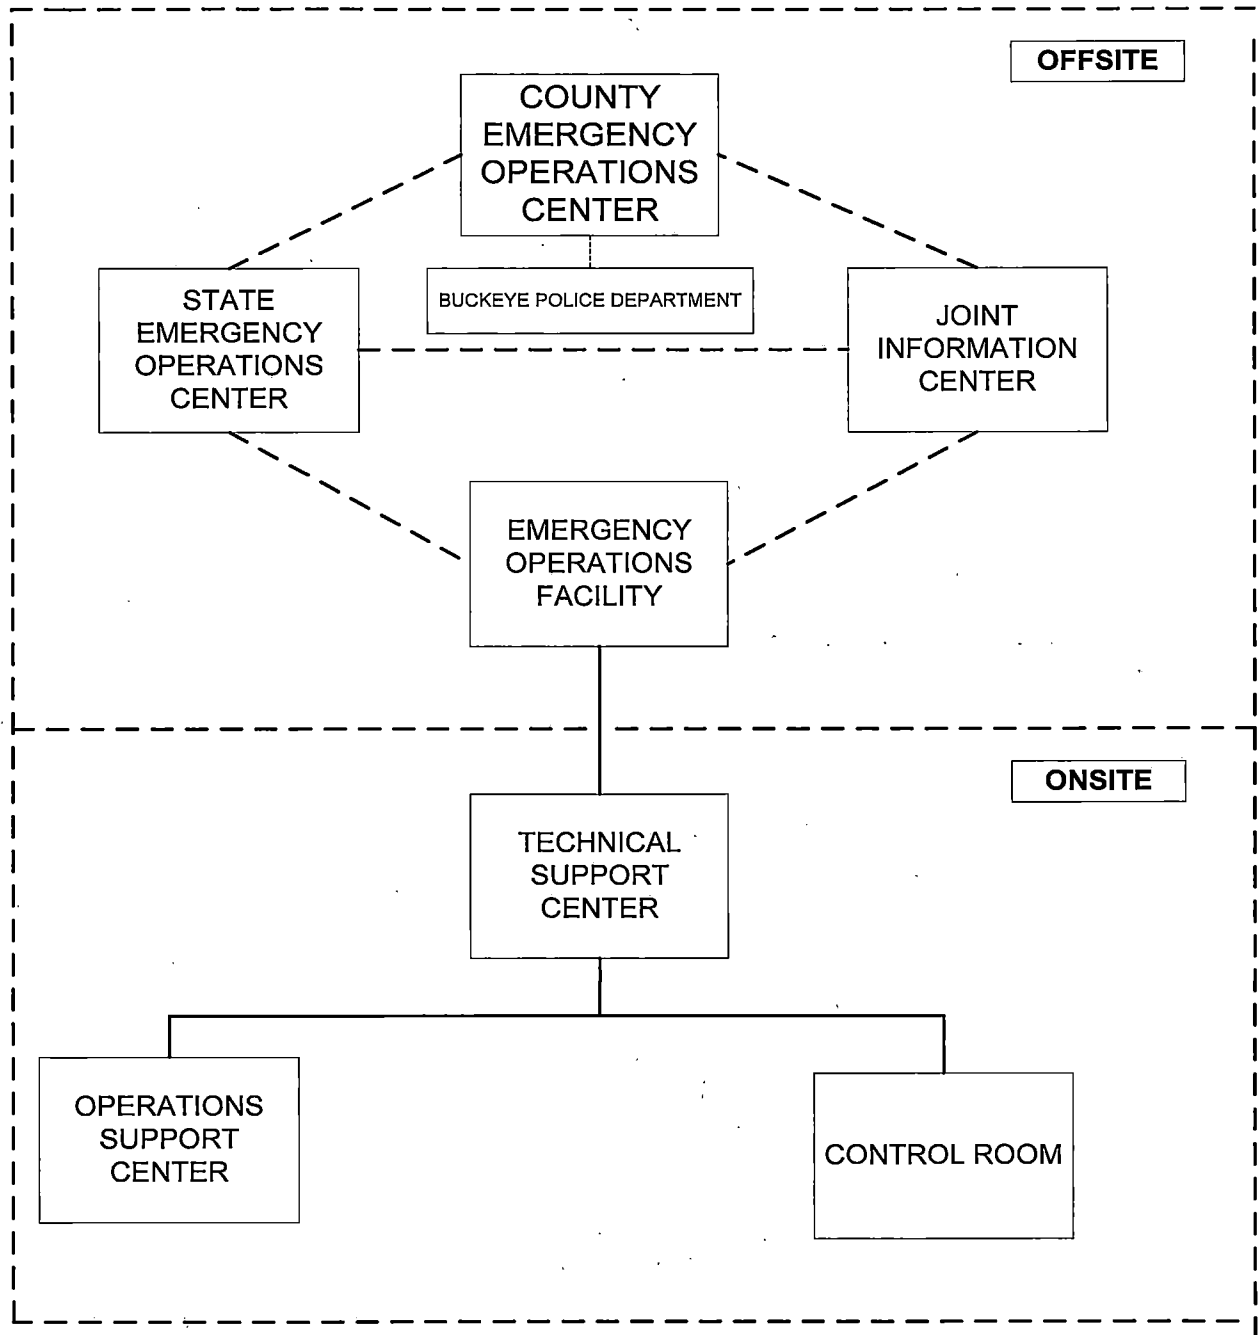 OFFSITE
COUNTY
EMERGENCY
OPERATIONS
CENTER
STATE
EMERGENCY
OPERATIONS
CENTER
BUCKEYE POLICE DEPARTMENT
JOINT
INFORMATION
CENTER
EMERGENCY
OPERATIONS
FACILITY
ONSITE
TECHNICAL
SUPPORT
CENTER
OPERATIONS
SUPPORT
CENTER
CONTROL ROOM